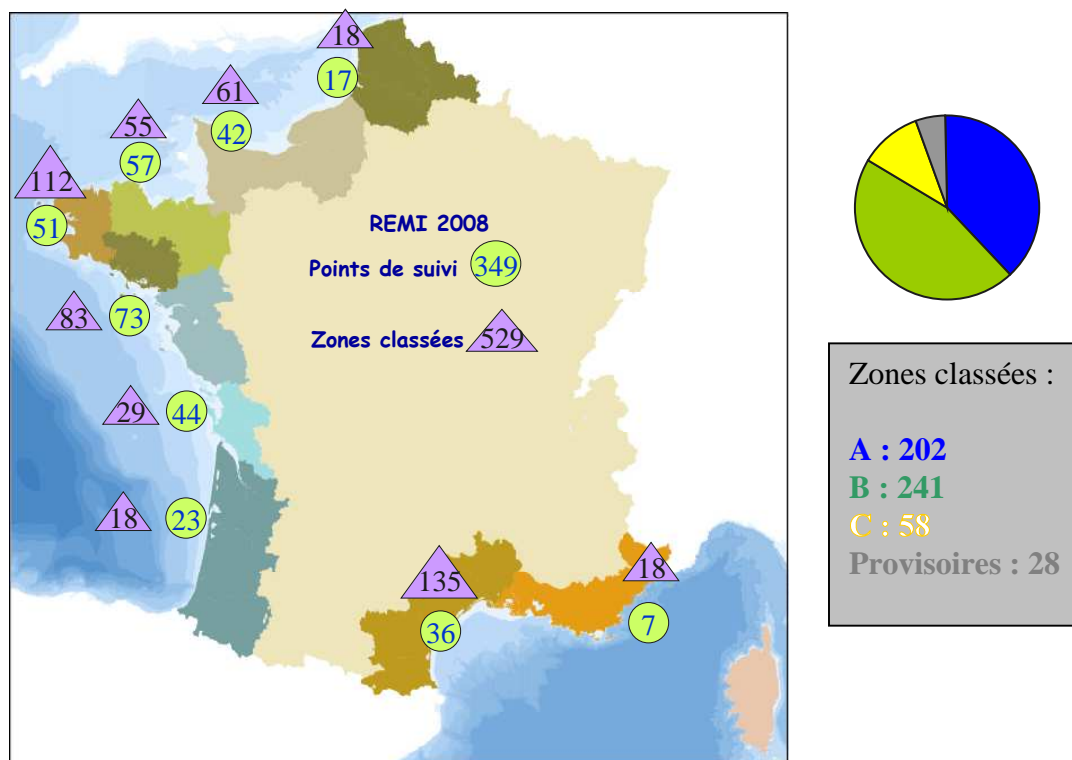 18
17
61
42
55
57
112
51
REMI 2008
Points de suivi 349
83
73
Zones classées 529
29
44
18
23
135
36
18
7
Zones classées :
A : 202
B : 241
C : 58
Provisoires : 28